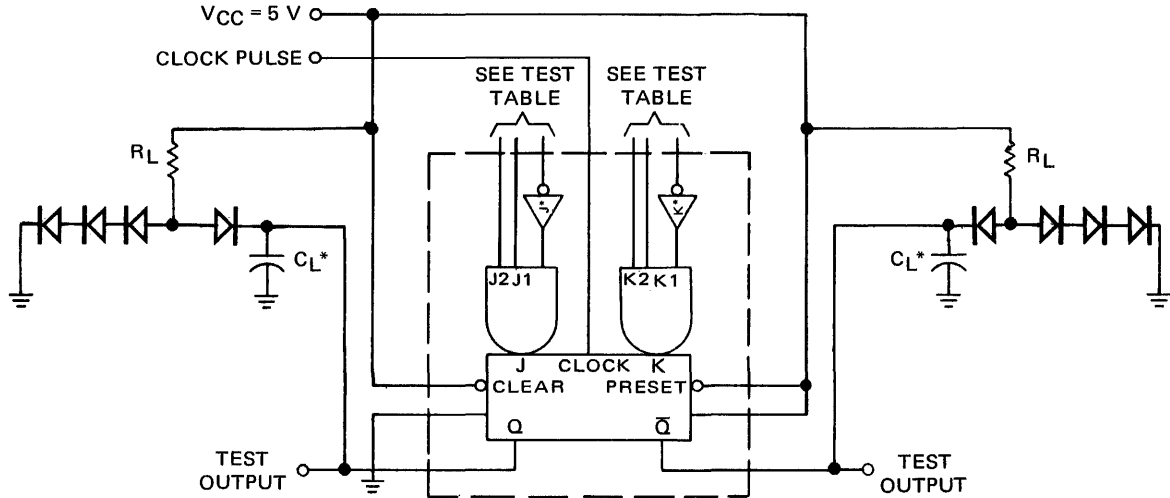 VCC = 5 V
CLOCK PULSE
SEE TEST
TABLE
SEE TEST
TABLE
RL
RL
J*
K*
CL*
CL*
J2 J1
K2 K1
J
CLOCK
K
CLEAR
PRESET
Q
Q̅
TEST
OUTPUT
TEST
OUTPUT